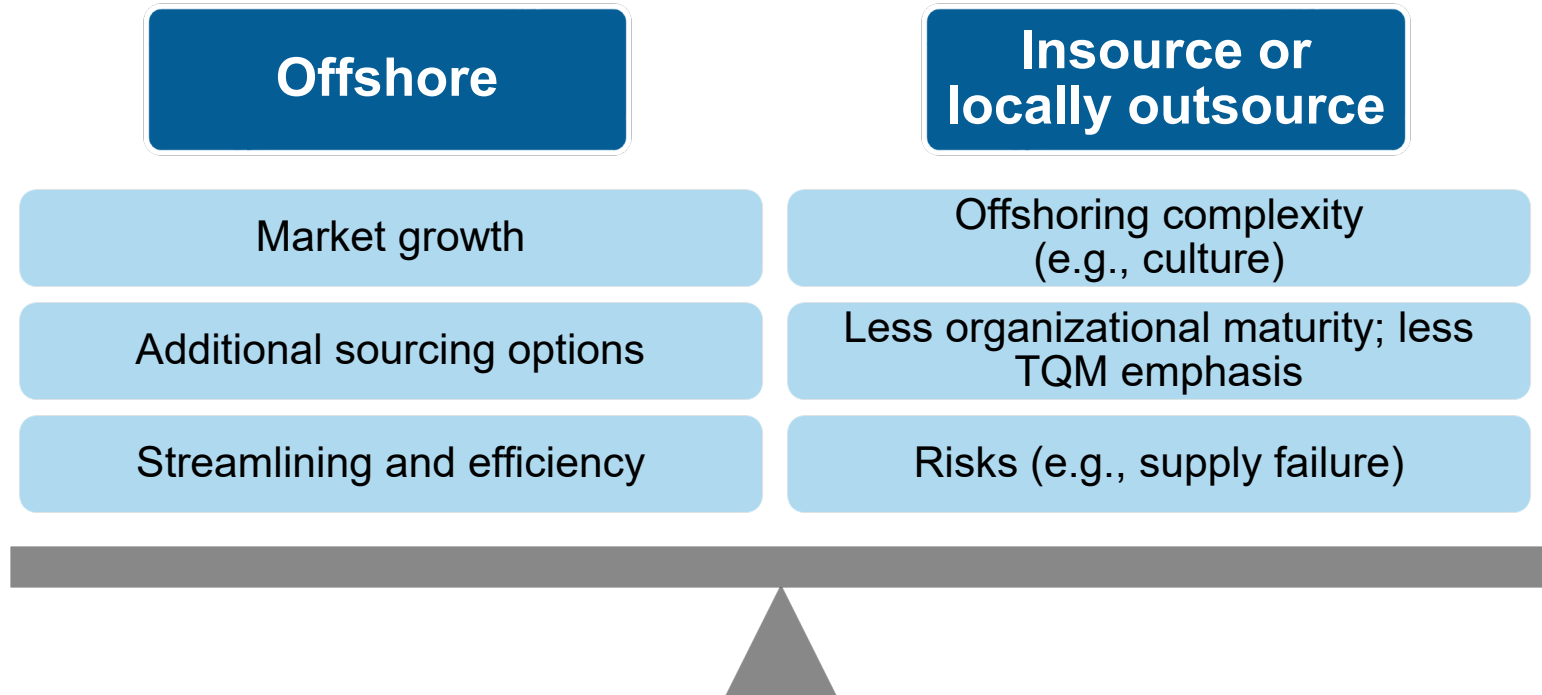 Offshore
Insource or
locally outsource
Market growth
Offshoring complexity
(e.g., culture)
Additional sourcing options
Less organizational maturity; less
TQM emphasis
Streamlining and efficiency
Risks (e.g., supply failure)